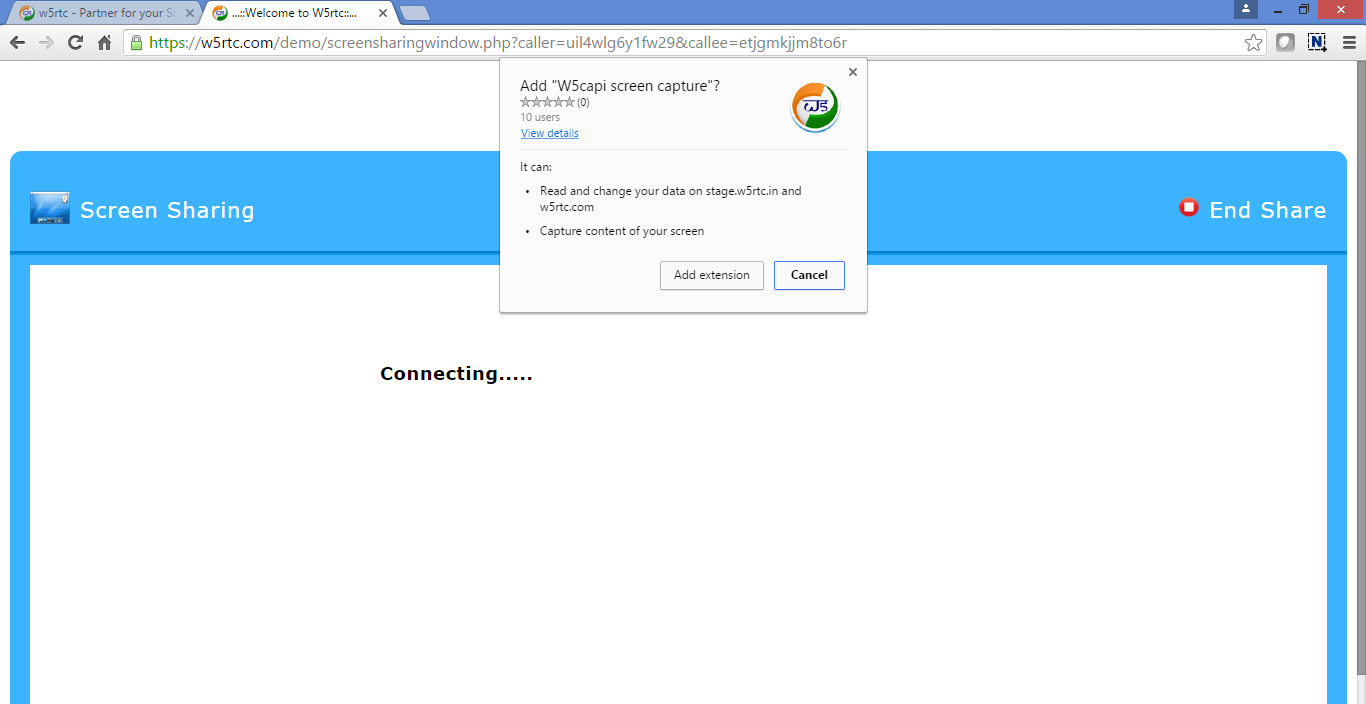 w5rtc - Partner for your Su
...::Welcome to W5rtc::...
https://w5rtc.com/demo/screensharingwindow.php?caller=uil4wlg6y1fw29&callee=etjgmkjjm8to6r
N
Add "W5capi screen capture"?
(0)
10 users
View details
It can:
• Read and change your data on stage.w5rtc.in and
w5rtc.com
• Capture content of your screen
Add extension
Cancel
Screen Sharing
End Share
Connecting.....